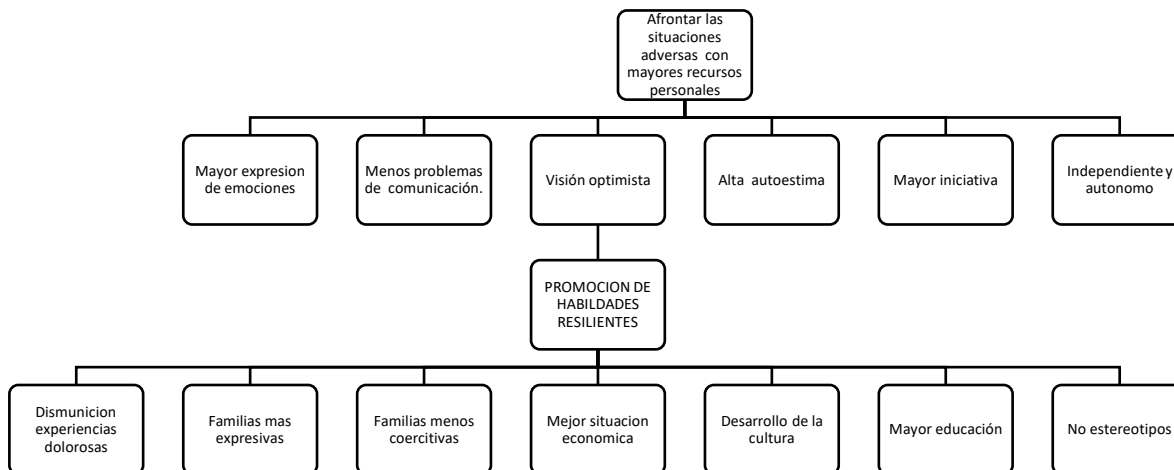 Afrontar las
situaciones
adversas con
mayores recursos
personales
Mayor expresion
de emociones
Menos problemas
de comunicación.
Visión optimista
Alta autoestima
Mayor iniciativa
Independiente y
autonomo
PROMOCION DE
HABILDADES
RESILIENTES
Dismunicion
experiencias
dolorosas
Familias mas
expresivas
Familias menos
coercitivas
Mejor situacion
economica
Desarrollo de la
cultura
Mayor educación
No estereotipos